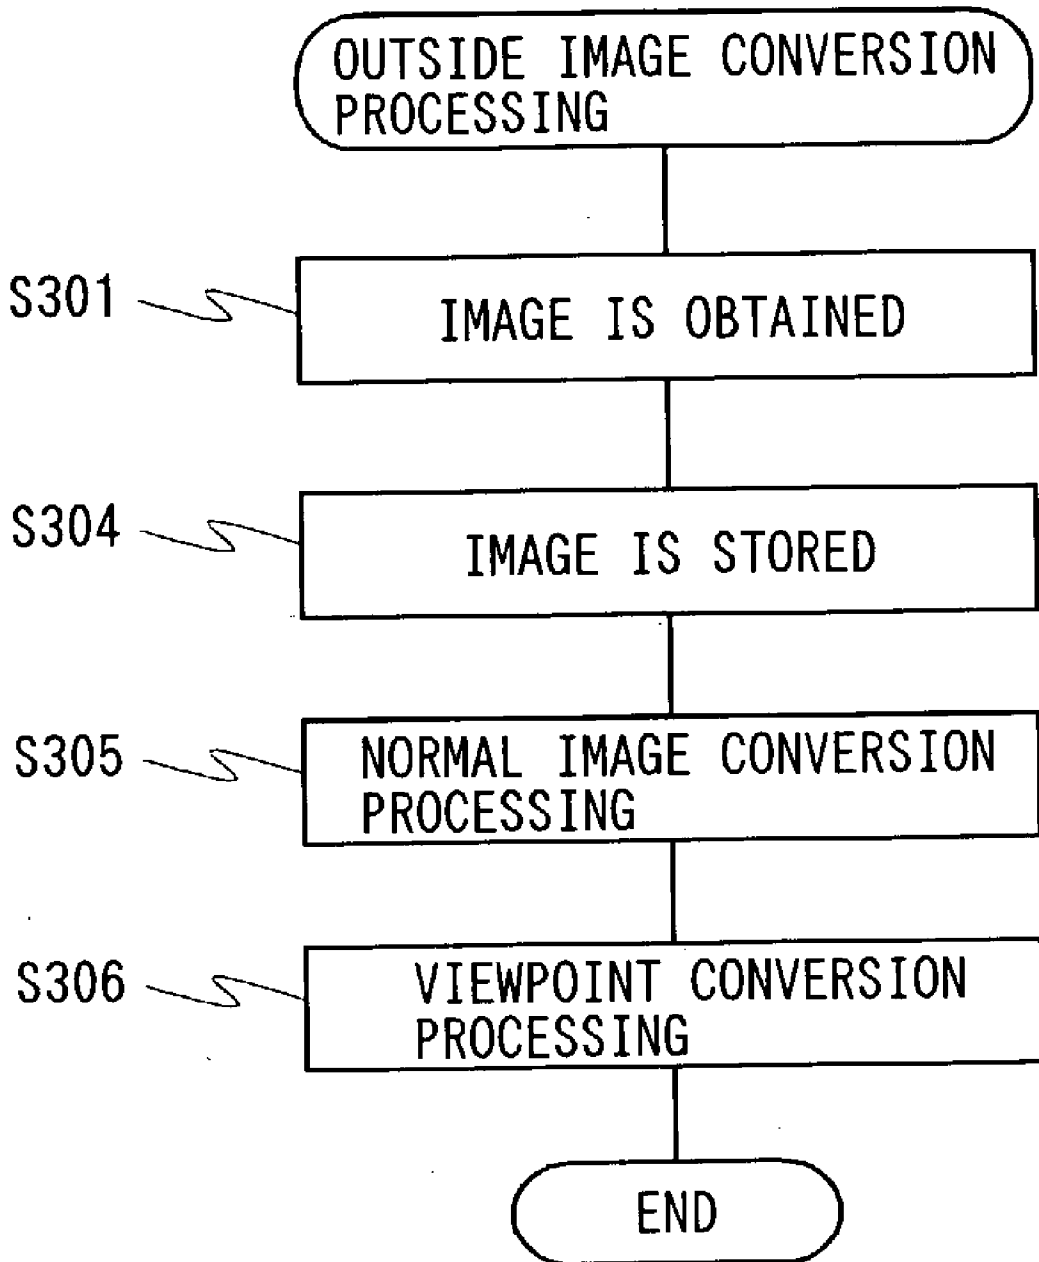 OUTSIDE IMAGE CONVERSION
PROCESSING
S301
IMAGE IS OBTAINED
S304
IMAGE IS STORED
S305
NORMAL IMAGE CONVERSION
PROCESSING
S306
VIEWPOINT CONVERSION
PROCESSING
END